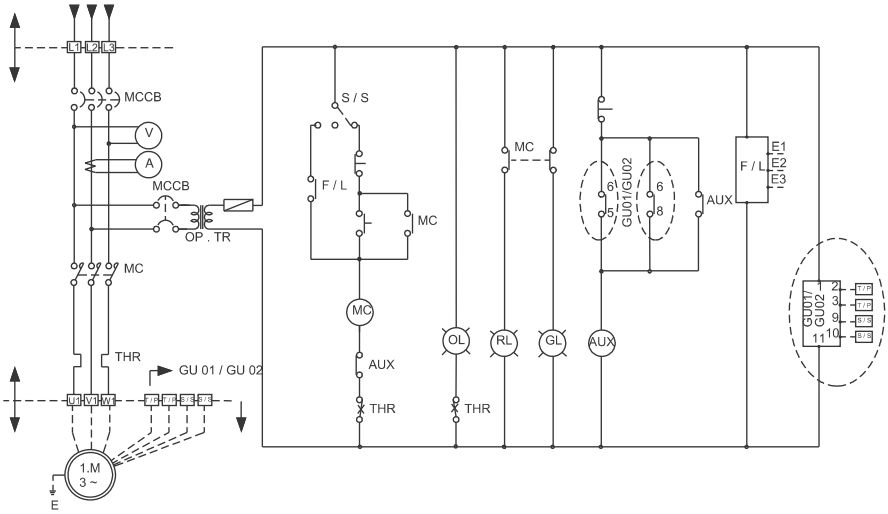 L1 L2 L3
MCCB
V
A
MCCB
OP . TR
MC
THR
GU 01 / GU 02
U1 V1 W1 T / P T / P S / S S / S
1.M
3 ~
E
S / S
F / L
MC
MC
AUX
THR
OL
THR
MC
RL
GL
6
5
GU01/GU02
6
8
AUX
AUX
F / L
E1
E2
E3
GU01/
GU02
1
2 T / P
3 T / P
9 S / S
10 S / S
11